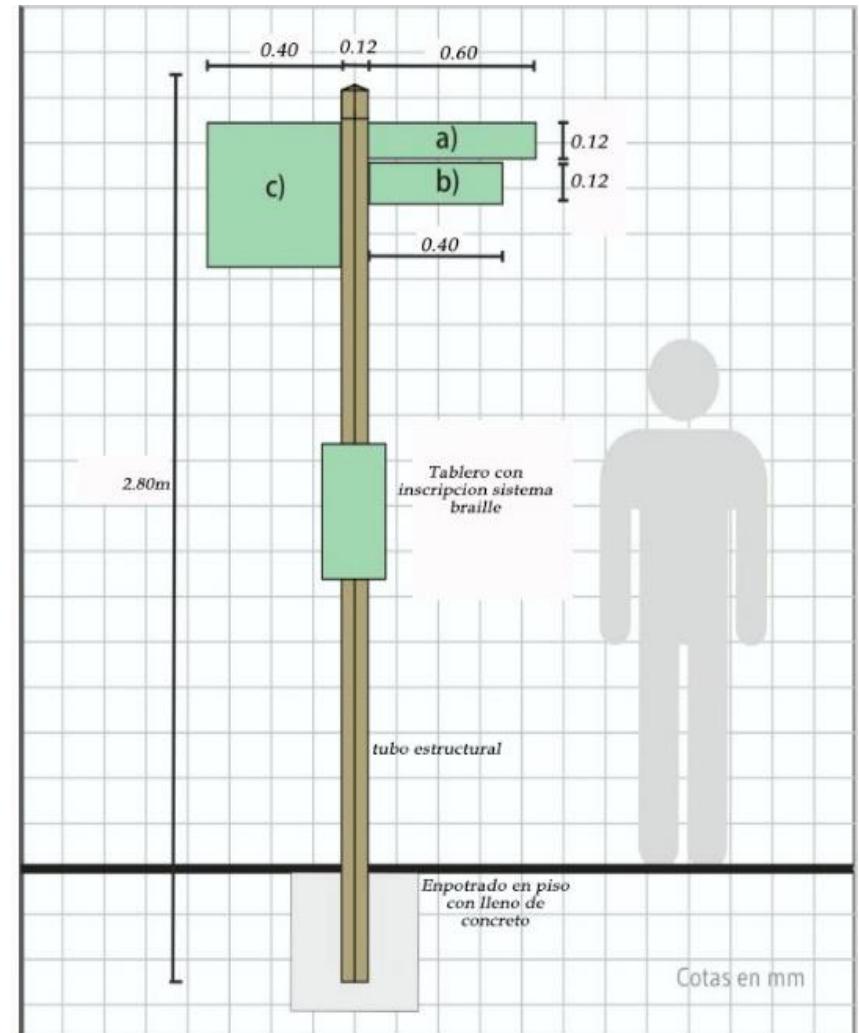 0.40
0.12
0.60
a)
0.12
c)
b)
0.12
0.40
2.80m
Tablero con
inscripcion sistema
braille
tubo estructural
Enpotrado en piso
con lleno de
concreto
Cotas en mm